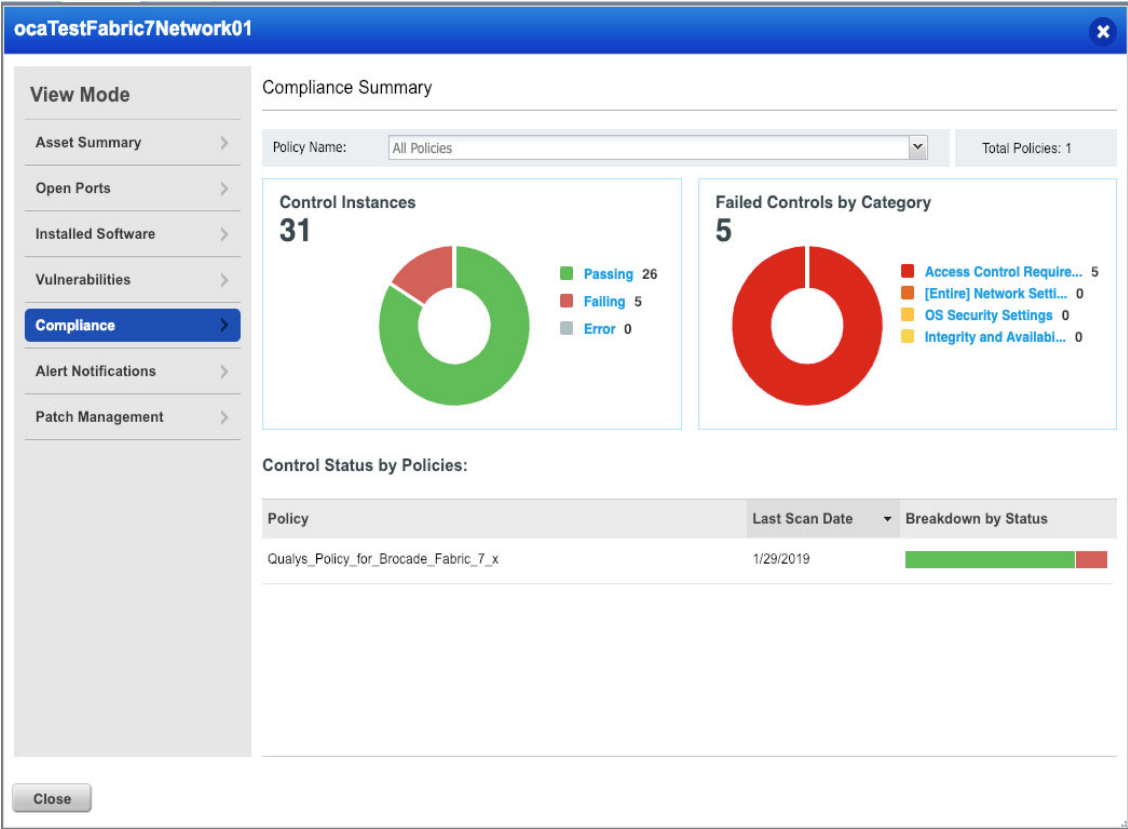 ocaTestFabric7Network01
View Mode
Asset Summary
Open Ports
Installed Software
Vulnerabilities
Compliance
Alert Notifications
Patch Management
Compliance Summary
Policy Name: All Policies Total Policies: 1
Control Instances
31
Passing 26
Failing 5
Error 0
Failed Controls by Category
5
Access Control Require... 5
[Entire] Network Setti... 0
OS Security Settings 0
Integrity and Availabi... 0
Control Status by Policies:
Policy Last Scan Date Breakdown by Status
Qualys_Policy_for_Brocade_Fabric_7_x 1/29/2019
Close